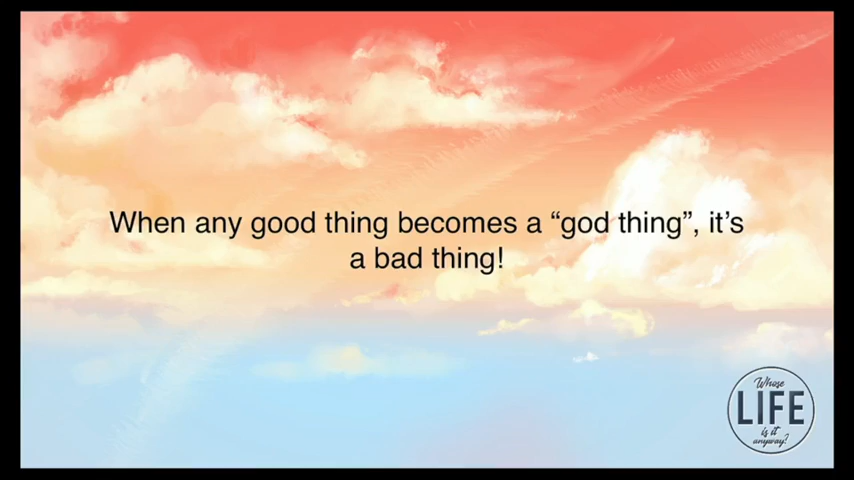 When any good thing becomes a “god thing”, it’s
a bad thing!
Whose
LIFE
is it
anyway?